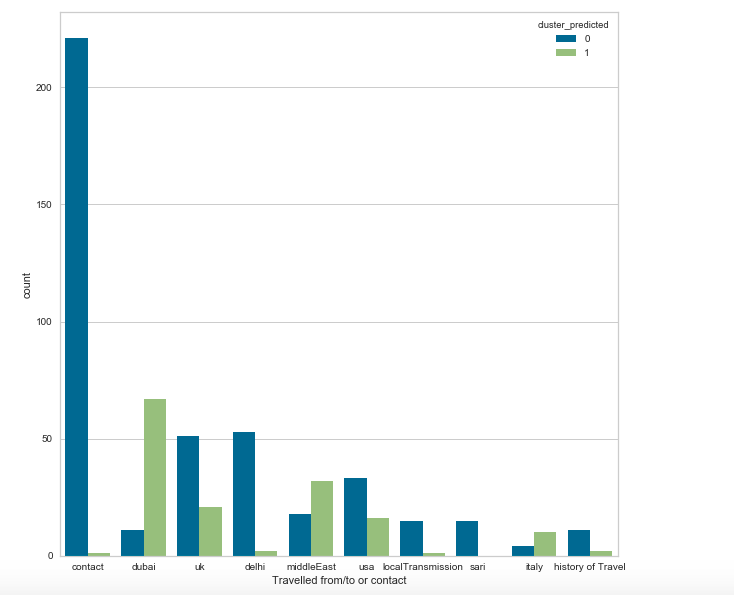 cluster_predicted
0
1
200
150
100
50
0
count
contact dubai uk delhi middleEast usa localTransmission sari italy history of Travel
Travelled from/to or contact